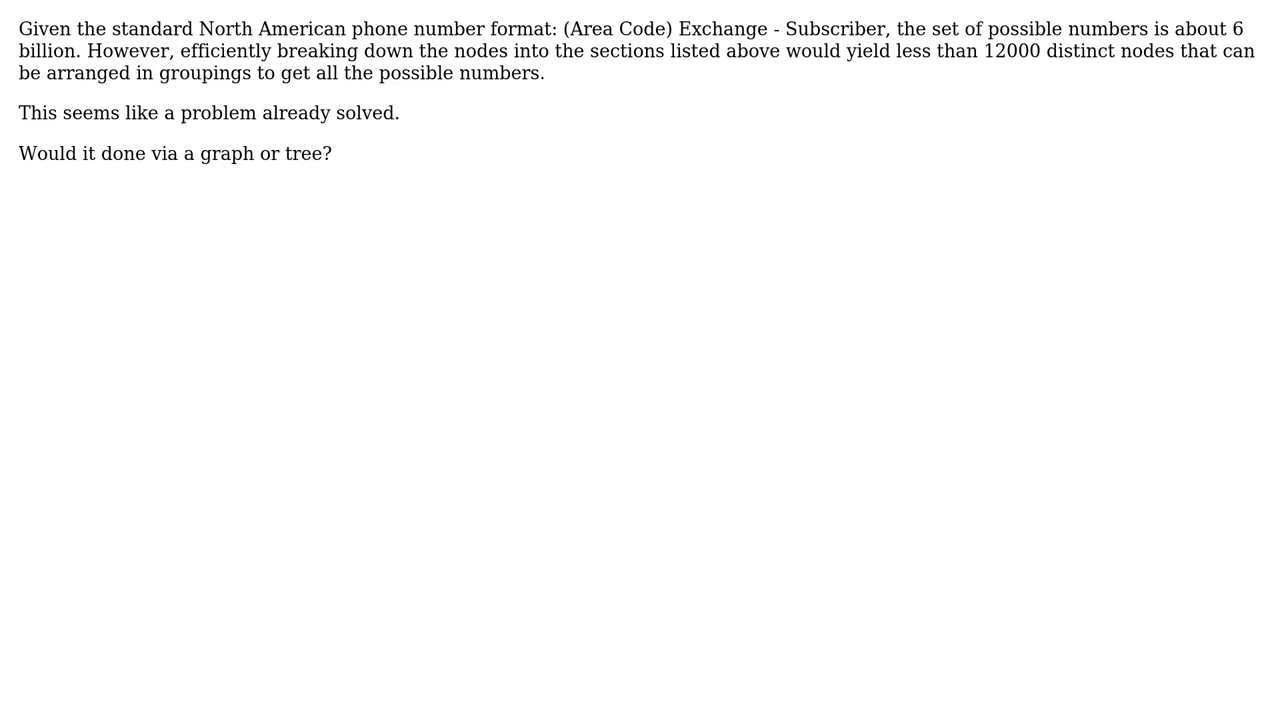 Given the standard North American phone number format: (Area Code) Exchange - Subscriber, the set of possible numbers is about 6
billion. However, efficiently breaking down the nodes into the sections listed above would yield less than 12000 distinct nodes that can
be arranged in groupings to get all the possible numbers.
This seems like a problem already solved.
Would it done via a graph or tree?